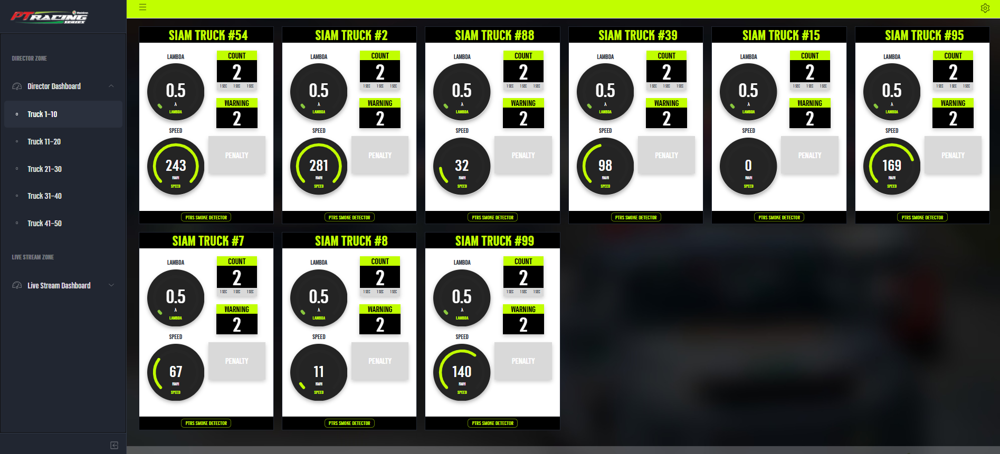 PT RACING
SERIES
DIRECTOR ZONE
Director Dashboard
Truck 1-10
Truck 11-20
Truck 21-30
Truck 31-40
Truck 41-50
LIVE STREAM ZONE
Live Stream Dashboard
SIAM TRUCK #54
LAMBDA
0.5
λ
LAMBDA
COUNT
2
1 SEC 1 SEC 1 SEC
WARNING
2
SPEED
243
KM/H
SPEED
PENALTY
PTRS SMOKE DETECTOR
SIAM TRUCK #2
LAMBDA
0.5
λ
LAMBDA
COUNT
2
1 SEC 1 SEC 1 SEC
WARNING
2
SPEED
281
KM/H
SPEED
PENALTY
PTRS SMOKE DETECTOR
SIAM TRUCK #88
LAMBDA
0.5
λ
LAMBDA
COUNT
2
1 SEC 1 SEC 1 SEC
WARNING
2
SPEED
32
KM/H
SPEED
PENALTY
PTRS SMOKE DETECTOR
SIAM TRUCK #39
LAMBDA
0.5
λ
LAMBDA
COUNT
2
1 SEC 1 SEC 1 SEC
WARNING
2
SPEED
98
KM/H
SPEED
PENALTY
PTRS SMOKE DETECTOR
SIAM TRUCK #15
LAMBDA
0.5
λ
LAMBDA
COUNT
2
1 SEC 1 SEC 1 SEC
WARNING
2
SPEED
0
KM/H
SPEED
PENALTY
PTRS SMOKE DETECTOR
SIAM TRUCK #95
LAMBDA
0.5
λ
LAMBDA
COUNT
2
1 SEC 1 SEC 1 SEC
WARNING
2
SPEED
169
KM/H
SPEED
PENALTY
PTRS SMOKE DETECTOR
SIAM TRUCK #7
LAMBDA
0.5
λ
LAMBDA
COUNT
2
1 SEC 1 SEC 1 SEC
WARNING
2
SPEED
67
KM/H
SPEED
PENALTY
PTRS SMOKE DETECTOR
SIAM TRUCK #8
LAMBDA
0.5
λ
LAMBDA
COUNT
2
1 SEC 1 SEC 1 SEC
WARNING
2
SPEED
11
KM/H
SPEED
PENALTY
PTRS SMOKE DETECTOR
SIAM TRUCK #99
LAMBDA
0.5
λ
LAMBDA
COUNT
2
1 SEC 1 SEC 1 SEC
WARNING
2
SPEED
140
KM/H
SPEED
PENALTY
PTRS SMOKE DETECTOR